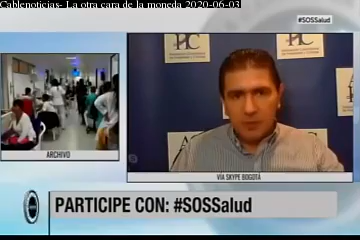 Cablenoticias- La otra cara de la moneda 2020-06-03
#SOSSalud
ARCHIVO
VÍA SKYPE BOGOTÁ
PARTICIPE CON: #SOSSalud